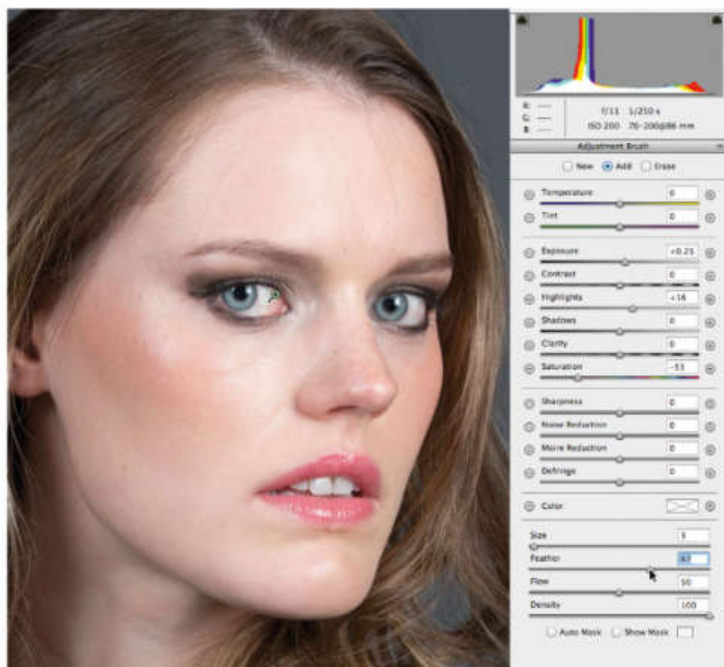 R: ---
G: ---
B: ---
f/11 1/250 s
ISO 200 70-200@86 mm
Adjustment Brush
New Add Erase
Temperature 0
Tint 0
Exposure +0.25
Contrast 0
Highlights +16
Shadows 0
Clarity 0
Saturation -53
Sharpness 0
Noise Reduction 0
Moire Reduction 0
Defringe 0
Color
Size 3
Feather
Flow 50
Density 100
Auto Mask Show Mask